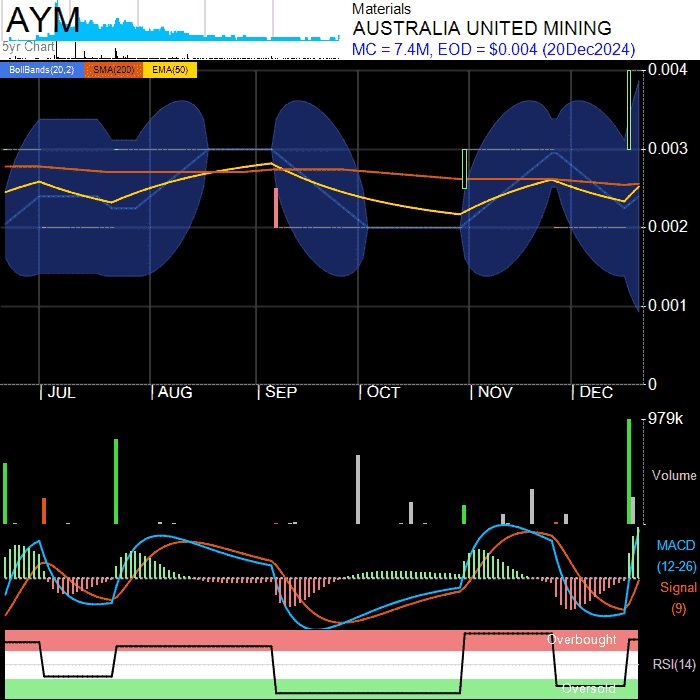 AYM
5yr Chart
Materials
AUSTRALIA UNITED MINING
MC = 7.4M, EOD = $0.004 (20Dec2024)
BollBands(20,2) SMA(200) EMA(50)
0.004
0.003
0.002
0.001
0
| JUL | AUG | SEP | OCT | NOV | DEC
979k
Volume
MACD
(12-26)
Signal
(9)
Overbought
RSI(14)
Oversold